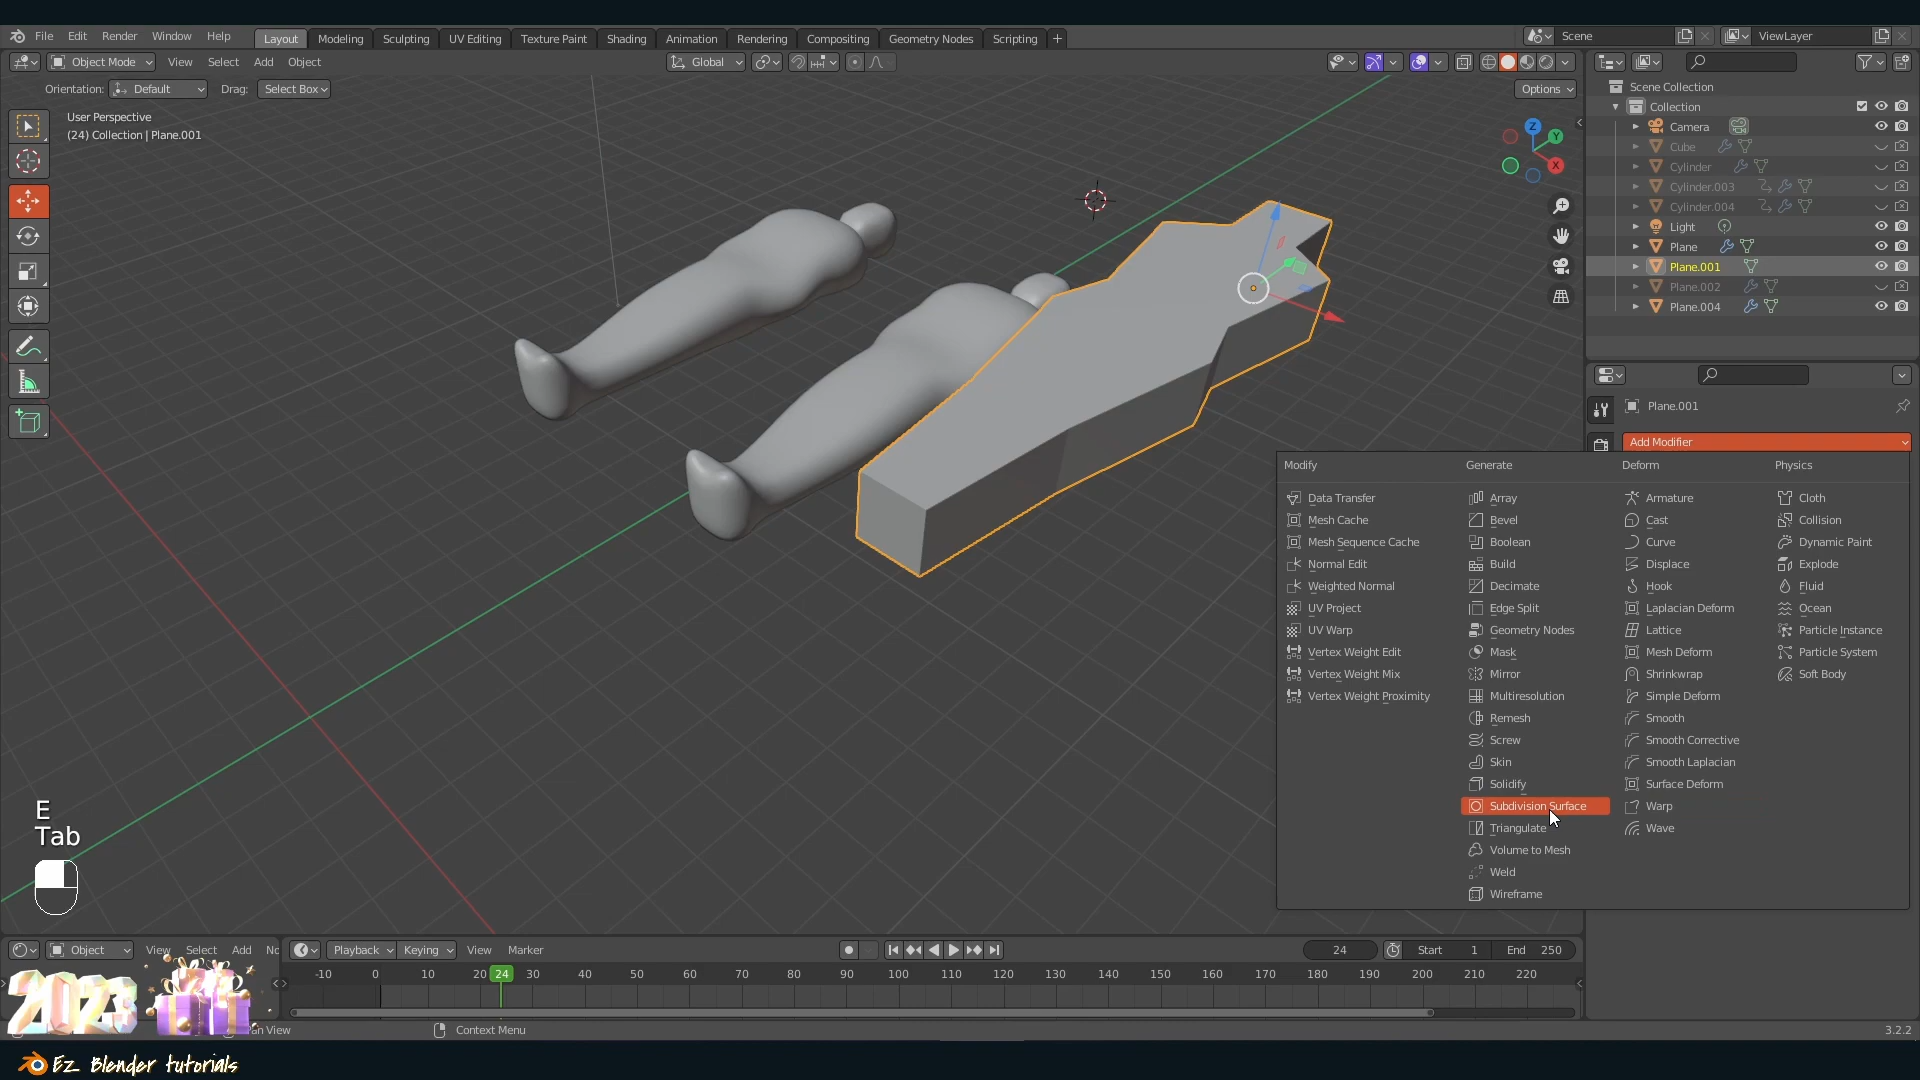 File Edit Render Window Help Layout Modeling Sculpting UV Editing Texture Paint Shading Animation Rendering Compositing Geometry Nodes Scripting + Scene ViewLayer
Object Mode View Select Add Object Global
Orientation: Default Drag: Select Box Options
User Perspective
(24) Collection | Plane.001
Z
Y
X
Scene Collection
Collection
Camera
Cube
Cylinder
Cylinder.003
Cylinder.004
Light
Plane
Plane.001
Plane.002
Plane.004
Plane.001
Add Modifier
Modify Generate Deform Physics
Data Transfer Array Armature Cloth
Mesh Cache Bevel Cast Collision
Mesh Sequence Cache Boolean Curve Dynamic Paint
Normal Edit Build Displace Explode
Weighted Normal Decimate Hook Fluid
UV Project Edge Split Laplacian Deform Ocean
UV Warp Geometry Nodes Lattice Particle Instance
Vertex Weight Edit Mask Mesh Deform Particle System
Vertex Weight Mix Mirror Shrinkwrap Soft Body
Vertex Weight Proximity Multiresolution Simple Deform
Remesh Smooth
Screw Smooth Corrective
Skin Smooth Laplacian
Solidify Surface Deform
Subdivision Surface Warp
Triangulate Wave
Volume to Mesh
Weld
Wireframe
E
Tab
Object View Select Add Playback Keying View Marker 24 Start 1 End 250
-10 0 10 20 24 30 40 50 60 70 80 90 100 110 120 130 140 150 160 170 180 190 200 210 220
2023
View Context Menu 3.2.2
Ez Blender tutorials